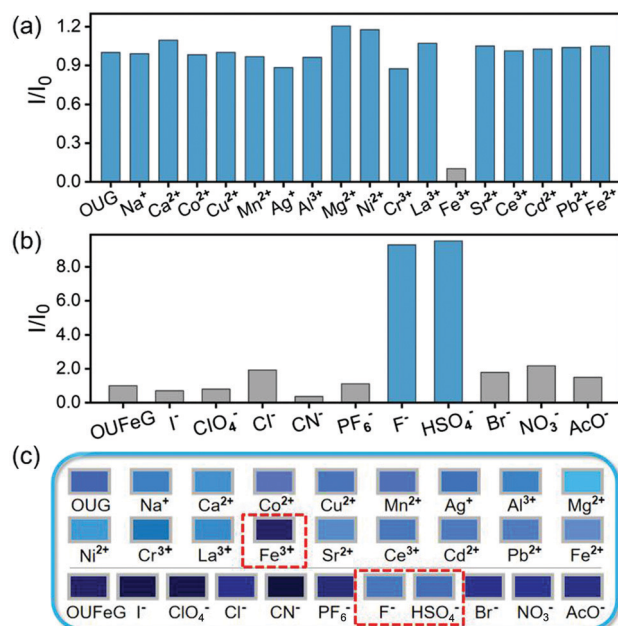 (a)
I/I₀
1.2
0.9
0.6
0.3
0.0
OUG Na⁺ Ca²⁺ Co²⁺ Cu²⁺ Mn²⁺ Ag⁺ Al³⁺ Mg²⁺ Ni²⁺ Cr³⁺ La³⁺ Fe³⁺ Sr²⁺ Ce³⁺ Cd²⁺ Pb²⁺ Fe²⁺
(b)
I/I₀
8.0
6.0
4.0
2.0
0.0
OUFeG I⁻ ClO₄⁻ Cl⁻ CN⁻ PF₆⁻ F⁻ HSO₄⁻ Br⁻ NO₃⁻ AcO⁻
(c)
OUG Na⁺ Ca²⁺ Co²⁺ Cu²⁺ Mn²⁺ Ag⁺ Al³⁺ Mg²⁺
Ni²⁺ Cr³⁺ La³⁺ Fe³⁺ Sr²⁺ Ce³⁺ Cd²⁺ Pb²⁺ Fe²⁺
OUFeG I⁻ ClO₄⁻ Cl⁻ CN⁻ PF₆⁻ F⁻ HSO₄⁻ Br⁻ NO₃⁻ AcO⁻